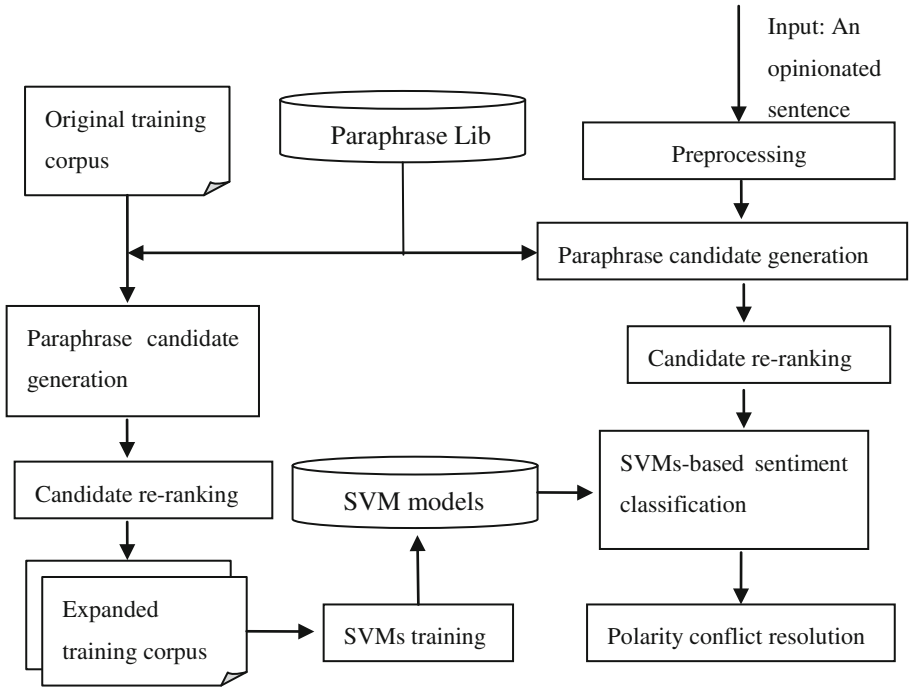 Input: An
opinionated
sentence
Original training
corpus
Paraphrase Lib
Preprocessing
Paraphrase candidate generation
Paraphrase candidate
generation
Candidate re-ranking
Candidate re-ranking
SVMs-based sentiment
classification
SVM models
Expanded
training corpus
SVMs training
Polarity conflict resolution